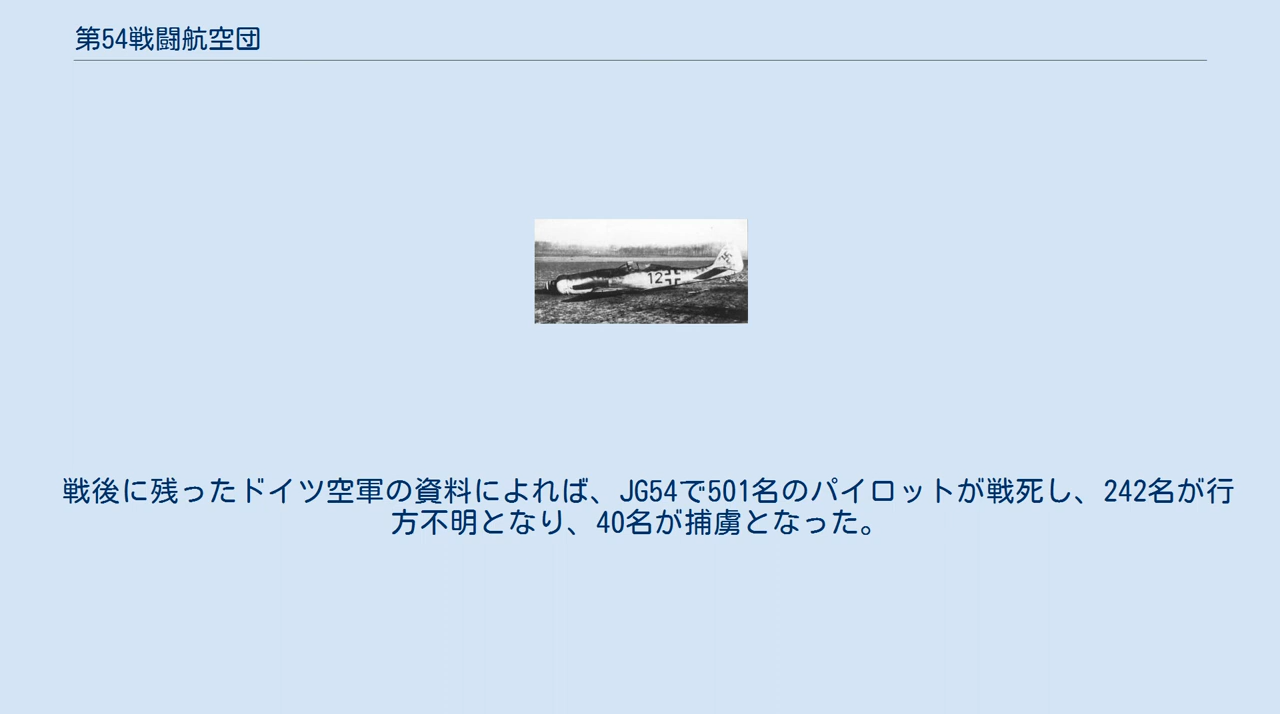 第54戦闘航空団
12
戦後に残ったドイツ空軍の資料によれば、JG54で501名のパイロットが戦死し、242名が行
方不明となり、40名が捕虜となった。